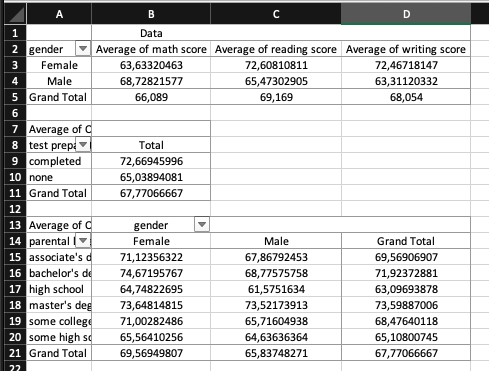 A B C D
1 Data
2 gender Average of math score Average of reading score Average of writing score
3 Female 63,63320463 72,60810811 72,46718147
4 Male 68,72821577 65,47302905 63,31120332
5 Grand Total 66,089 69,169 68,054
6
7 Average of C
8 test prepa Total
9 completed 72,66945996
10 none 65,03894081
11 Grand Total 67,77066667
12
13 Average of C gender
14 parental l Female Male Grand Total
15 associate's d 71,12356322 67,86792453 69,56906907
16 bachelor's de 74,67195767 68,77575758 71,92372881
17 high school 64,74822695 61,5751634 63,09693878
18 master's deg 73,64814815 73,52173913 73,59887006
19 some college 71,00282486 65,71604938 68,47640118
20 some high sc 65,56410256 64,63636364 65,10800745
21 Grand Total 69,56949807 65,83748271 67,77066667
22